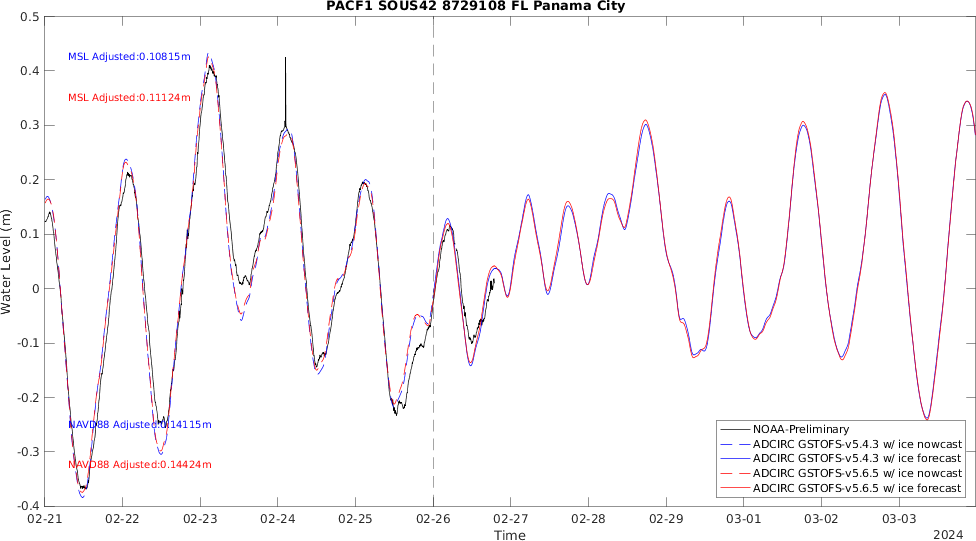 PACF1 SOUS42 8729108 FL Panama City
0.5
0.4
0.3
0.2
0.1
0
-0.1
-0.2
-0.3
-0.4
Water Level (m)
MSL Adjusted:0.10815m
MSL Adjusted:0.11124m
NAVD88 Adjusted:0.14115m
NAVD88 Adjusted:0.14424m
NOAA-Preliminary
ADCIRC GSTOFS-v5.4.3 w/ ice nowcast
ADCIRC GSTOFS-v5.4.3 w/ ice forecast
ADCIRC GSTOFS-v5.6.5 w/ ice nowcast
ADCIRC GSTOFS-v5.6.5 w/ ice forecast
02-21 02-22 02-23 02-24 02-25 02-26 02-27 02-28 02-29 03-01 03-02 03-03
Time
2024